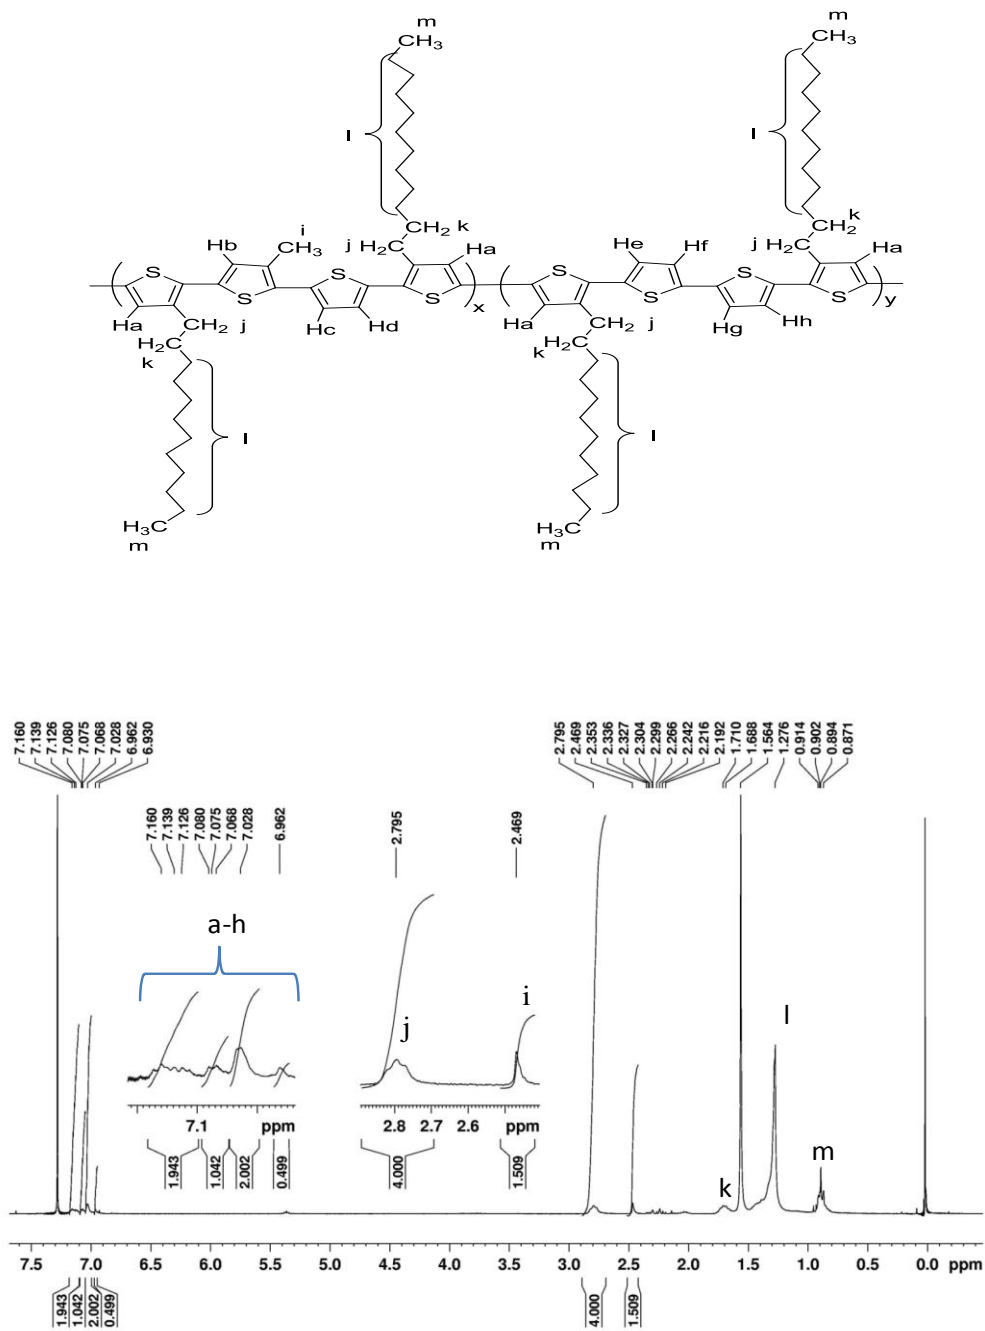 m
CH3
m
CH3
l
l
k
CH2
j H2C
k
CH2
j H2C
i
CH3
Hb
Ha
He
Hf
Ha
S
S
S
S
x
S
S
S
S
y
Ha
CH2 j
H2C
k
Hc
Hd
Ha
CH2 j
H2C
k
Hg
Hh
l
l
H3C
m
H3C
m
7.160
7.139
7.126
7.080
7.075
7.068
7.028
6.962
6.930
2.795
2.469
2.353
2.336
2.327
2.304
2.299
2.266
2.242
2.216
2.192
1.710
1.688
1.564
1.276
0.914
0.902
0.894
0.871
7.160
7.139
7.126
7.080
7.075
7.068
7.028
6.962
2.795
2.469
a-h
j
i
l
k
m
7.1 ppm
2.8 2.7 2.6 ppm
1.943
1.042
2.002
0.499
4.000
1.509
7.5 7.0 6.5 6.0 5.5 5.0 4.5 4.0 3.5 3.0 2.5 2.0 1.5 1.0 0.5 0.0 ppm
1.943
1.042
2.002
0.499
4.000
1.509